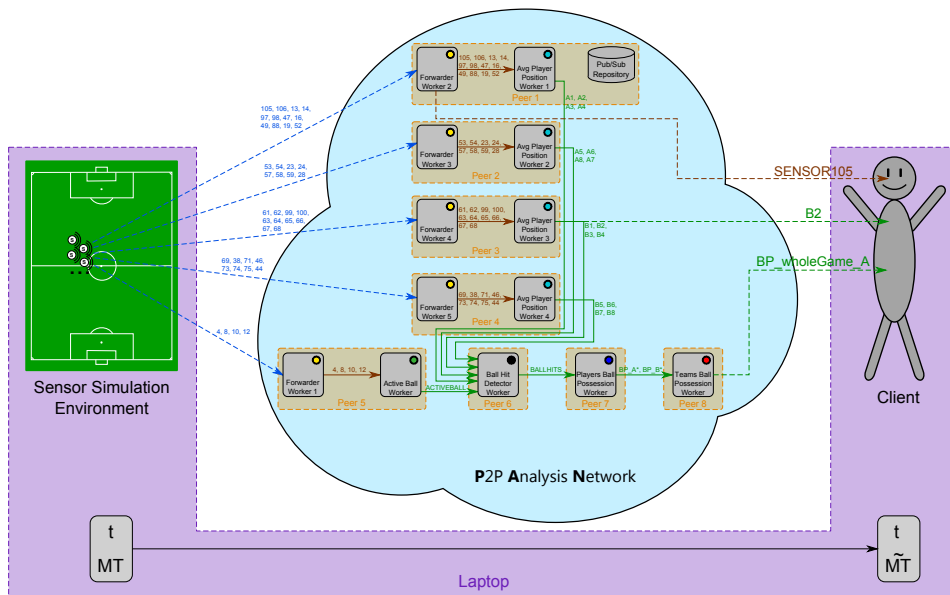 Forwarder
Worker 2
105, 106, 13, 14,
97, 98, 47, 16,
49, 88, 19, 52
Avg Player
Position
Worker 1
Pub/Sub
Repository
Peer 1
105, 106, 13, 14,
97, 98, 47, 16,
49, 88, 19, 52
A1, A2,
A3, A4
Forwarder
Worker 3
53, 54, 23, 24,
57, 58, 59, 28
Avg Player
Position
Worker 2
Peer 2
53, 54, 23, 24,
57, 58, 59, 28
A5, A6,
A8, A7
SENSOR105
Forwarder
Worker 4
61, 62, 99, 100,
63, 64, 65, 66,
67, 68
Avg Player
Position
Worker 3
Peer 3
61, 62, 99, 100,
63, 64, 65, 66,
67, 68
B1, B2,
B3, B4
B2
S
S
S
S
Forwarder
Worker 5
69, 38, 71, 46,
73, 74, 75, 44
Avg Player
Position
Worker 4
Peer 4
69, 38, 71, 46,
73, 74, 75, 44
B5, B6,
B7, B8
BP_wholeGame_A
4, 8, 10, 12
Forwarder
Worker 1
4, 8, 10, 12
Active Ball
Worker
Peer 5
ACTIVEBALL
Ball Hit
Detector
Worker
Peer 6
BALLHITS
Players Ball
Possession
Worker
Peer 7
BP_A*, BP_B*
Teams Ball
Possession
Worker
Peer 8
Sensor Simulation
Environment
Client
P2P Analysis Network
t
MT
t
M̃T
Laptop